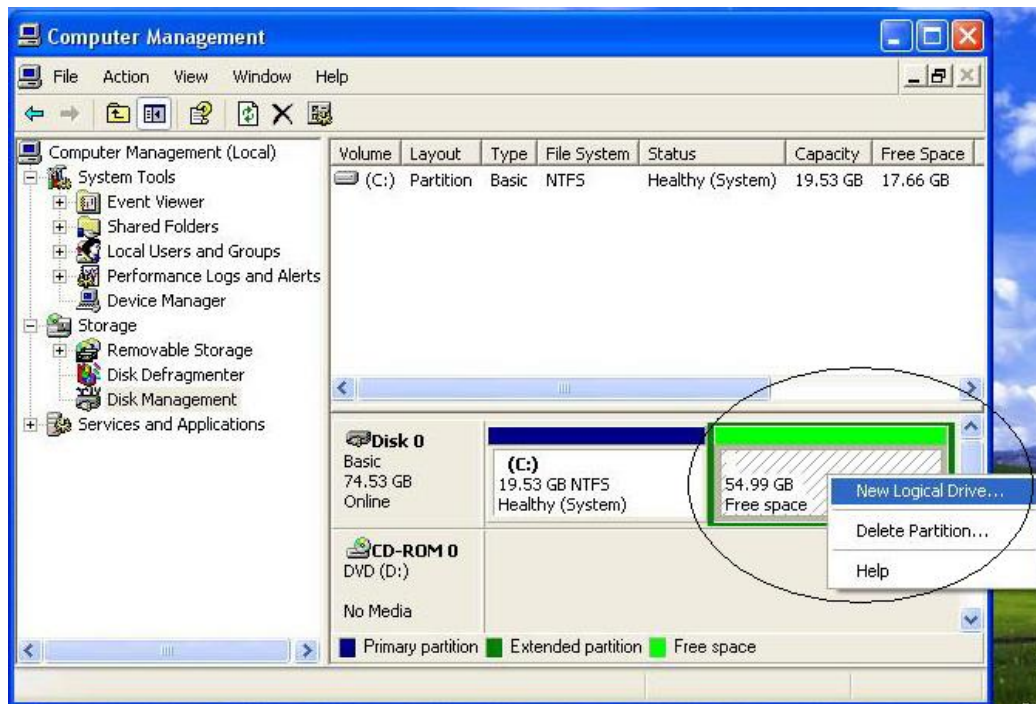 Computer Management
File Action View Window Help
Computer Management (Local)
System Tools
Event Viewer
Shared Folders
Local Users and Groups
Performance Logs and Alerts
Device Manager
Storage
Removable Storage
Disk Defragmenter
Disk Management
Services and Applications
Volume Layout Type File System Status Capacity Free Space
(C:) Partition Basic NTFS Healthy (System) 19.53 GB 17.66 GB
Disk 0
Basic
74.53 GB
Online
(C:)
19.53 GB NTFS
Healthy (System)
54.99 GB
Free space
New Logical Drive...
Delete Partition...
Help
CD-ROM 0
DVD (D:)
No Media
Primary partition Extended partition Free space